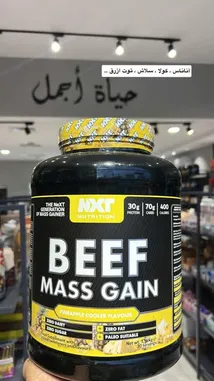 أناناس ، كولا ، سلاش ، توت ازرق ..
حياة أجمل
NXT
NUTRITION
THE NeXT
GENERATION
OF MASS GAINER
30g
PROTEIN
70g
CARBS
400
CALORIES
BEEF
MASS GAIN
PINEAPPLE COOLER FLAVOUR
ZERO DAIRY
ZERO SUGAR
ZERO FAT
PALEO SUITABLE